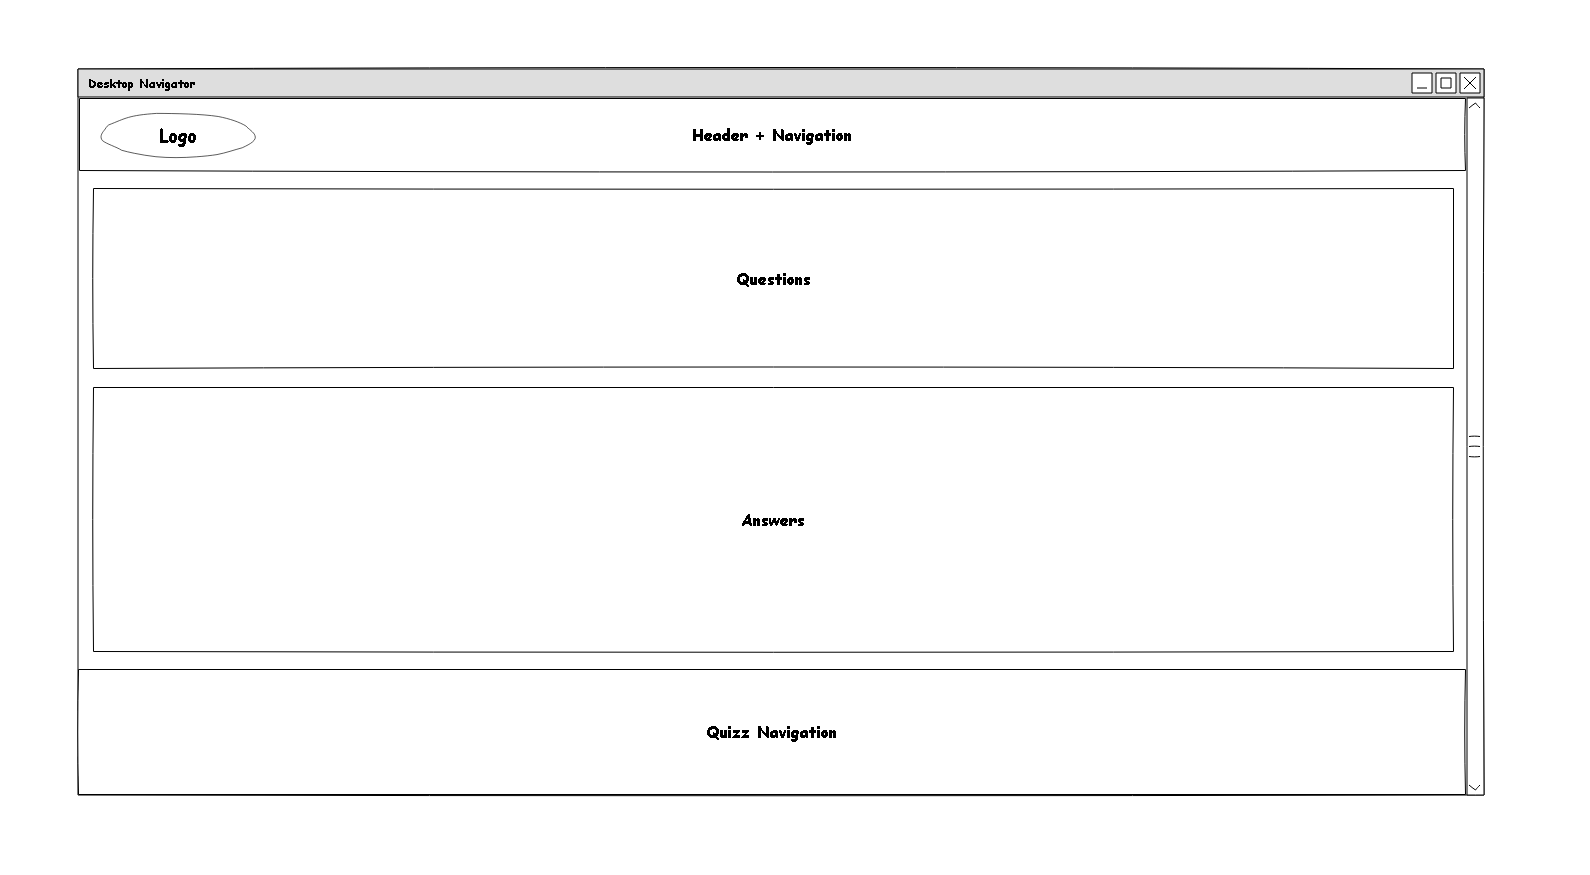 Desktop Navigator
Logo
Header + Navigation
Questions
Answers
Quizz Navigation